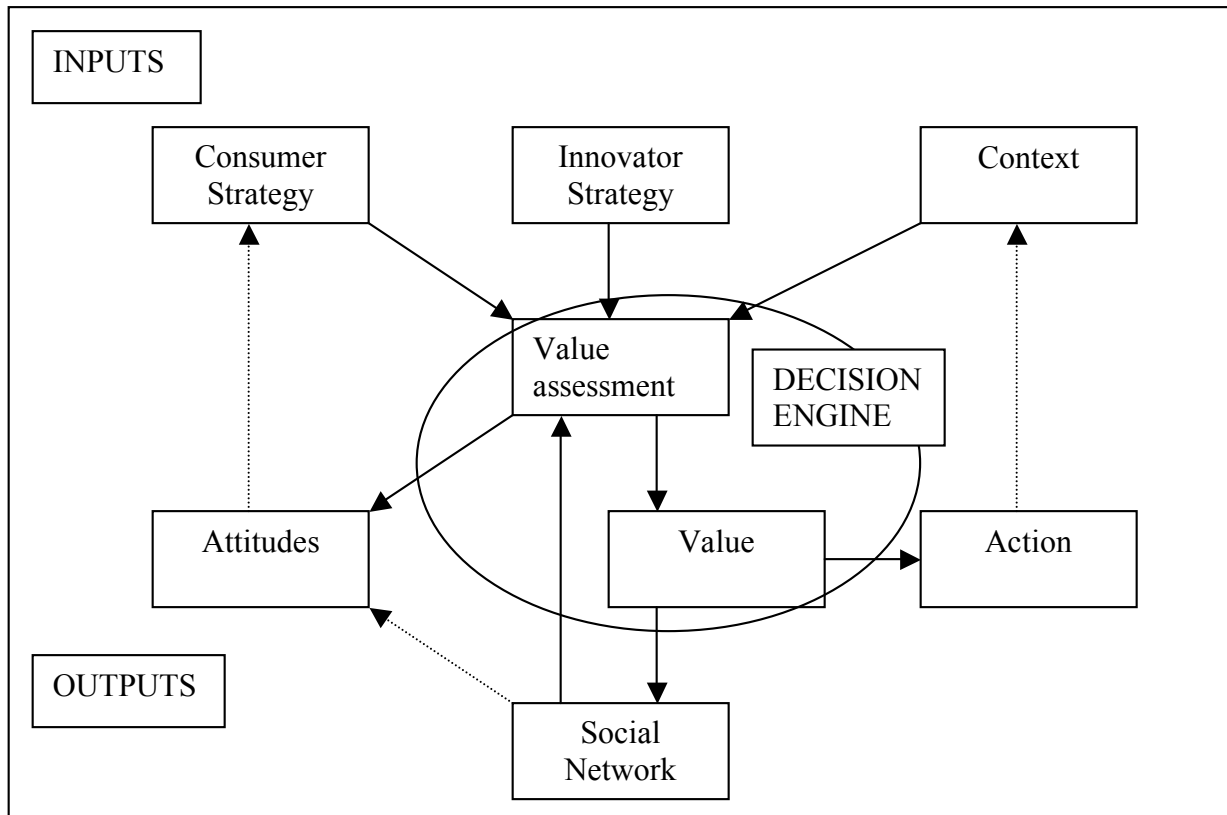 INPUTS
Consumer
Strategy
Innovator
Strategy
Context
Value
assessment
DECISION
ENGINE
Attitudes
Value
Action
OUTPUTS
Social
Network